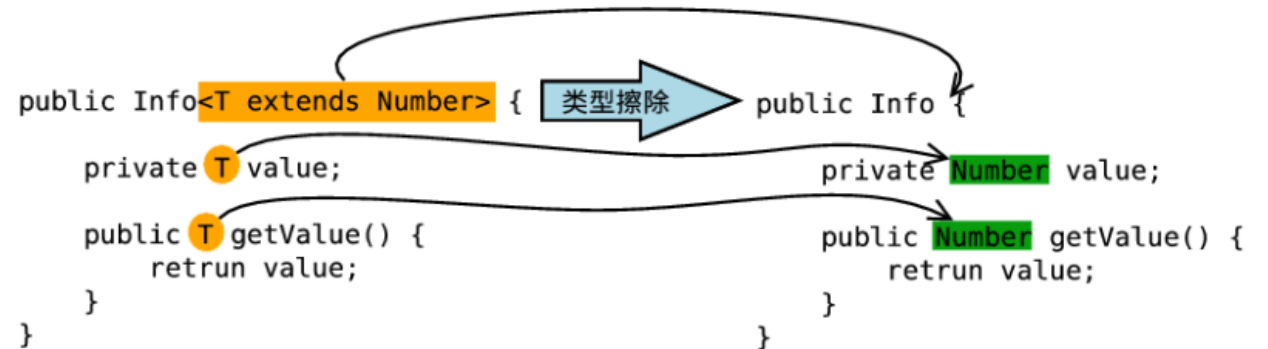 public Info<T extends Number> {
private T value;
public T getValue() {
retrun value;
}
}
类型擦除
public Info {
private Number value;
public Number getValue() {
retrun value;
}
}